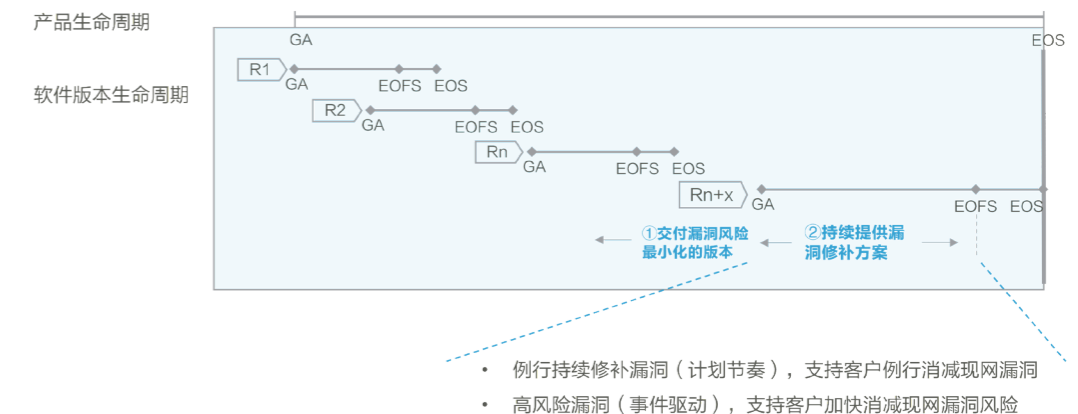 产品生命周期
GA
EOS
R1
GA
EOFS
EOS
软件版本生命周期
R2
GA
EOFS
EOS
Rn
GA
EOFS
EOS
Rn+x
GA
EOFS
EOS
①交付漏洞风险
最小化的版本
②持续提供漏
洞修补方案
• 例行持续修补漏洞（计划节奏），支持客户例行消减现网漏洞
• 高风险漏洞（事件驱动），支持客户加快消减现网漏洞风险